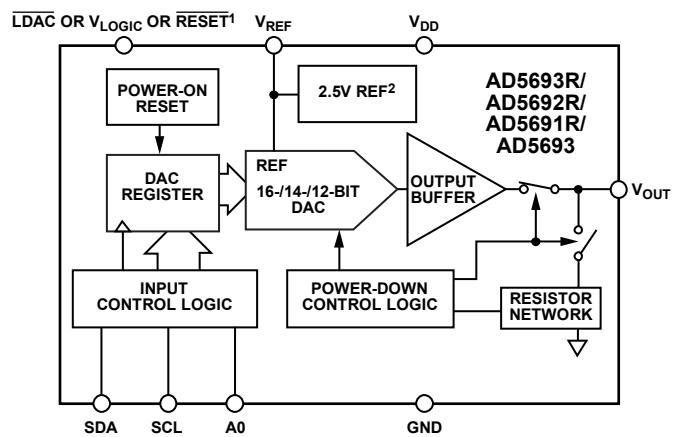 LDAC OR VLOGIC OR RESET1
VREF
VDD
POWER-ON
RESET
2.5V REF2
AD5693R/
AD5692R/
AD5691R/
AD5693
DAC
REGISTER
REF
16-/14-/12-BIT
DAC
OUTPUT
BUFFER
VOUT
INPUT
CONTROL LOGIC
POWER-DOWN
CONTROL LOGIC
RESISTOR
NETWORK
SDA
SCL
A0
GND